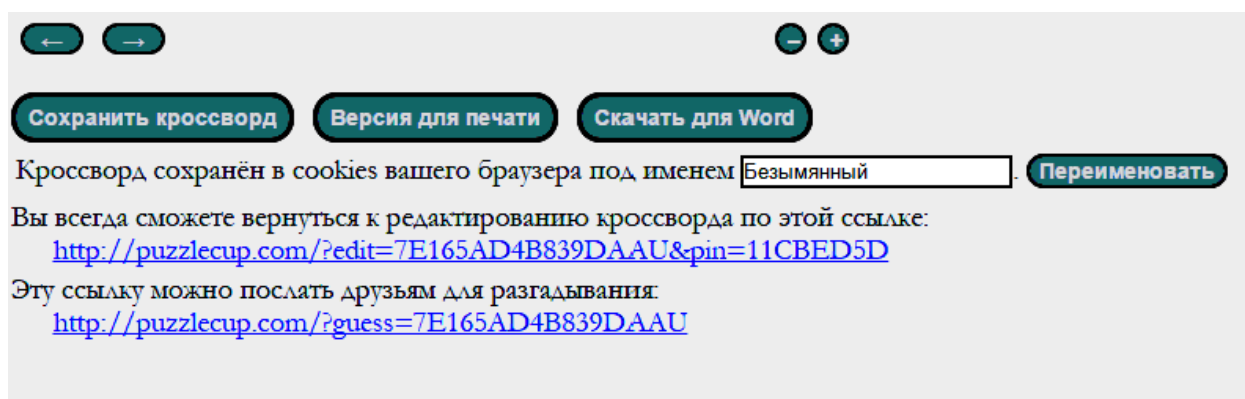 ← → - +
Сохранить кроссворд Версия для печати Скачать для Word
Кроссворд сохранён в cookies вашего браузера под именем Безымянный . Переименовать
Вы всегда сможете вернуться к редактированию кроссворда по этой ссылке:
http://puzzlecup.com/?edit=7E165AD4B839DAAU&pin=11CBED5D
Эту ссылку можно послать друзьям для разгадывания:
http://puzzlecup.com/?guess=7E165AD4B839DAAU